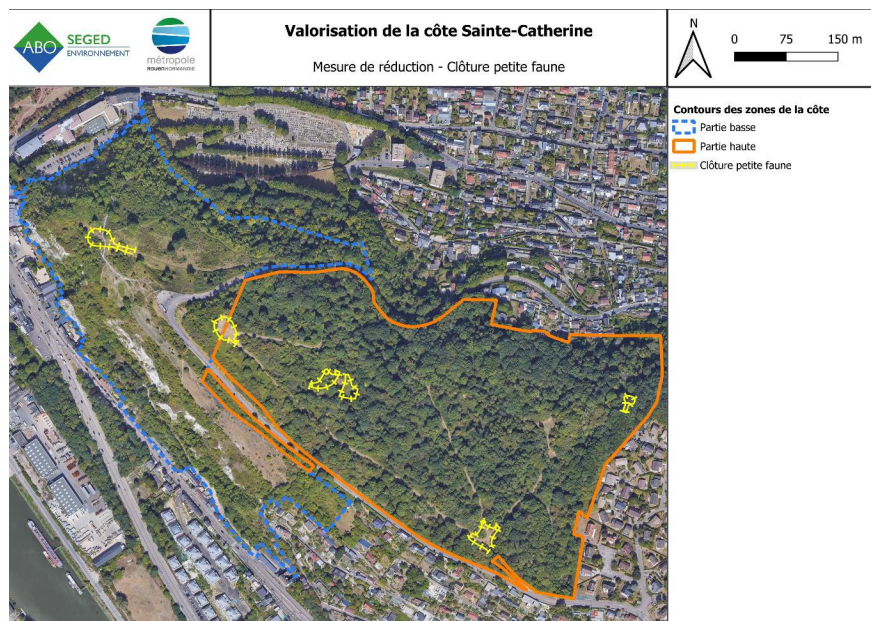 ABO
SEGED
ENVIRONNEMENT
métropole
ROUENNORMANDIE
Valorisation de la côte Sainte-Catherine
Mesure de réduction - Clôture petite faune
N
0 75 150 m
Contours des zones de la côte
Partie basse
Partie haute
Clôture petite faune